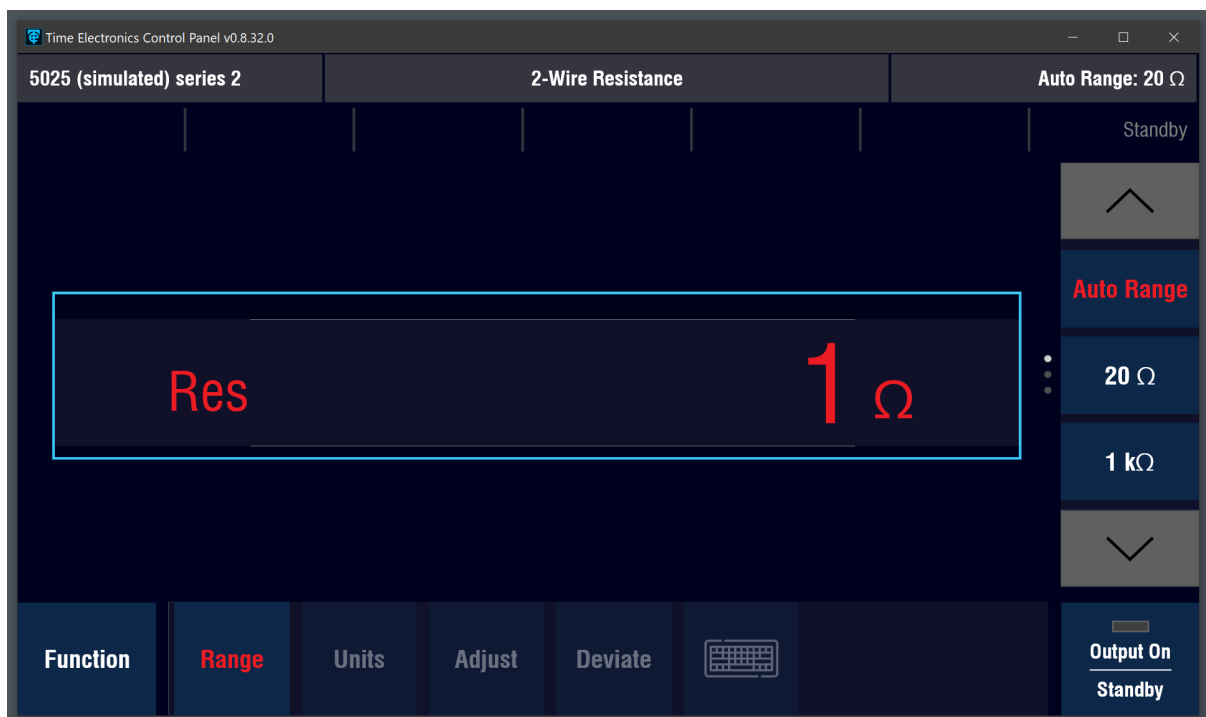 Time Electronics Control Panel v0.8.32.0
5025 (simulated) series 2
2-Wire Resistance
Auto Range: 20 Ω
Standby
Auto Range
Res 1 Ω
20 Ω
1 kΩ
Function
Range
Units
Adjust
Deviate
Output On
Standby